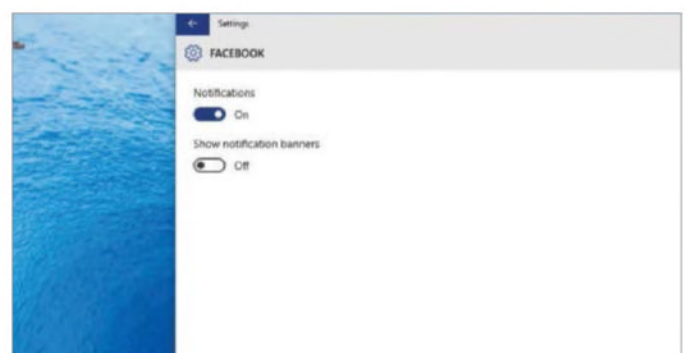 Settings
FACEBOOK
Notifications
On
Show notification banners
Off